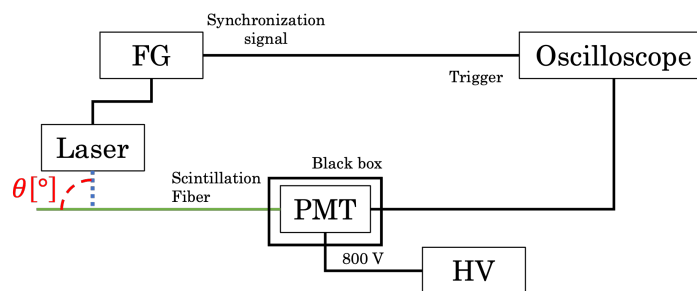 Synchronization
signal
FG
Oscilloscope
Trigger
Laser
Black box
θ[°]
Scintillation
Fiber
PMT
800 V
HV